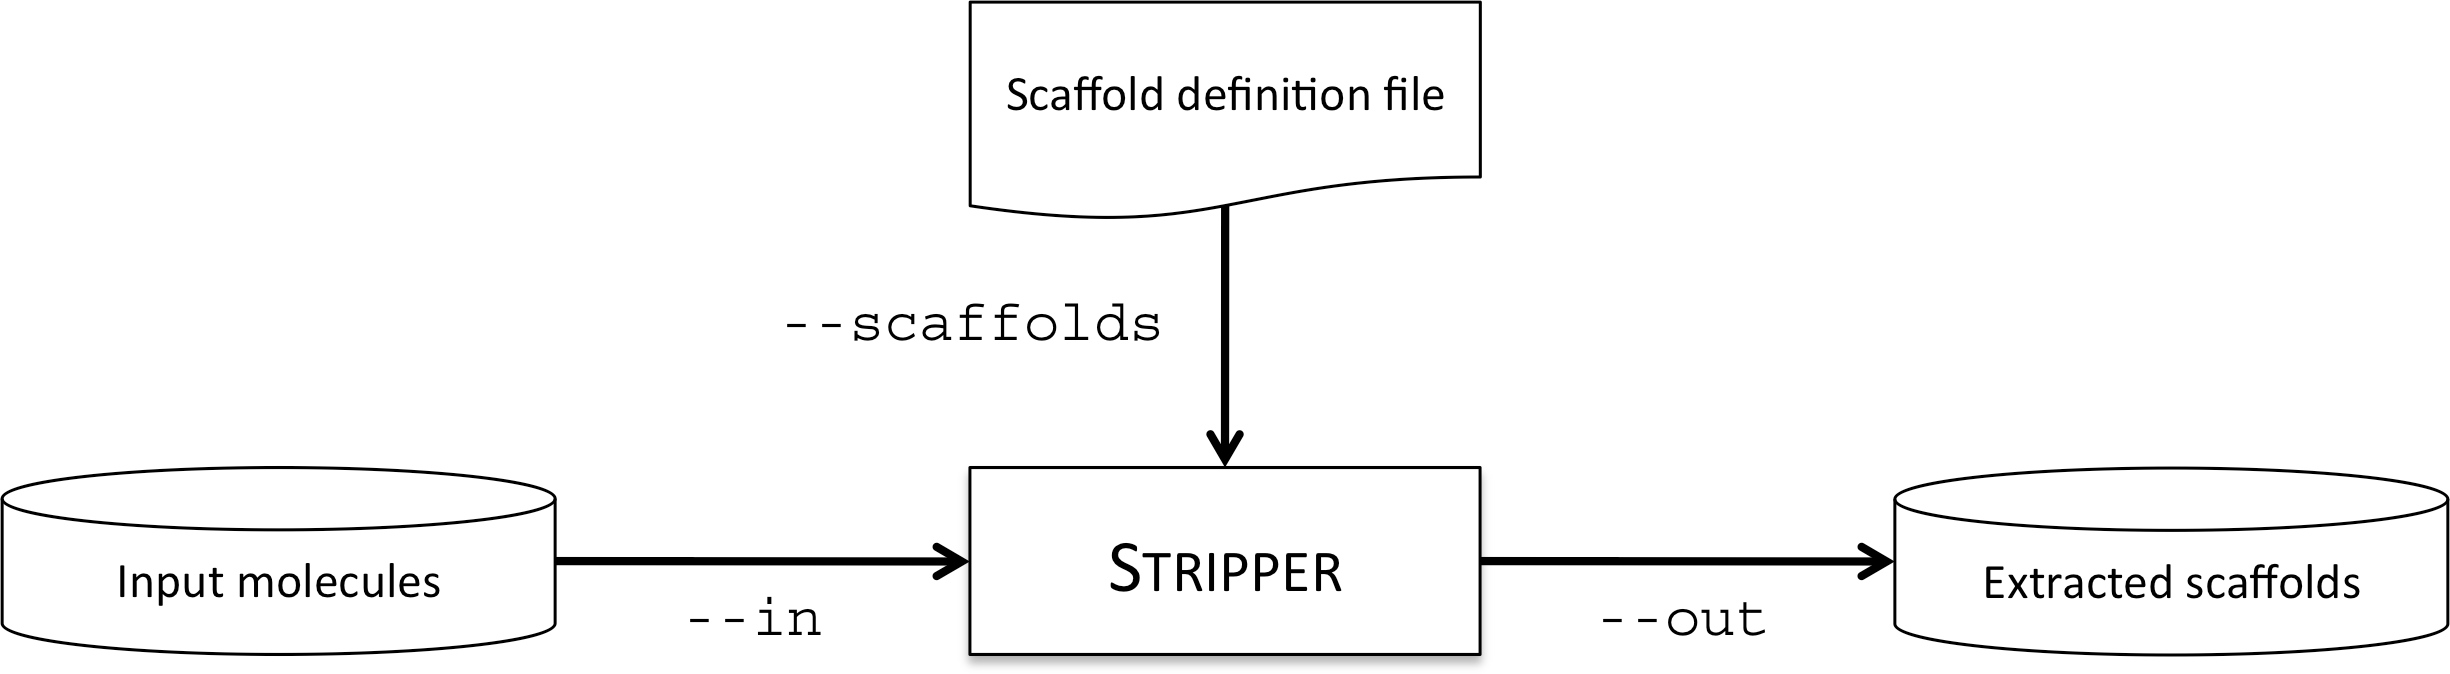 Scaffold definition file
--scaffolds
Input molecules
--in
STRIPPER
--out
Extracted scaffolds